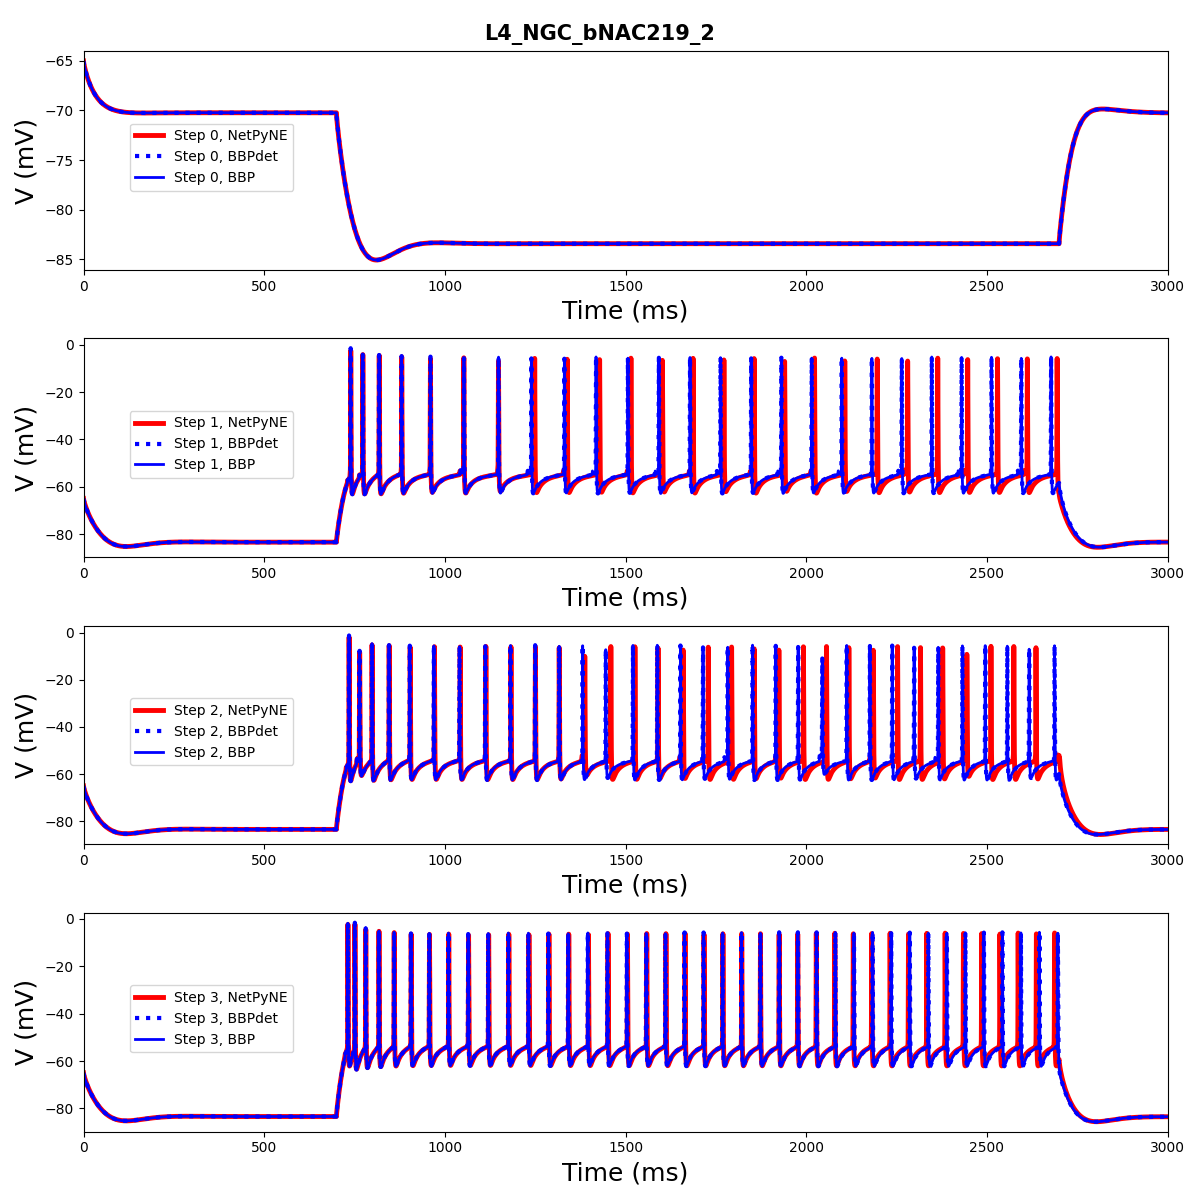 L4_NGC_bNAC219_2
−65
−70
−75
−80
−85
V (mV)
Step 0, NetPyNE
Step 0, BBPdet
Step 0, BBP
0 500 1000 1500 2000 2500 3000
Time (ms)
0
−20
−40
−60
−80
V (mV)
Step 1, NetPyNE
Step 1, BBPdet
Step 1, BBP
0 500 1000 1500 2000 2500 3000
Time (ms)
0
−20
−40
−60
−80
V (mV)
Step 2, NetPyNE
Step 2, BBPdet
Step 2, BBP
0 500 1000 1500 2000 2500 3000
Time (ms)
0
−20
−40
−60
−80
V (mV)
Step 3, NetPyNE
Step 3, BBPdet
Step 3, BBP
0 500 1000 1500 2000 2500 3000
Time (ms)